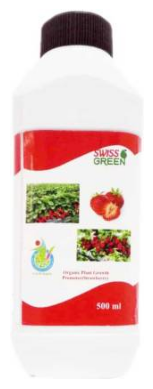 SWISS
GREEN
Organic Plant Growth
Promoter(Strawberry)
500 ml